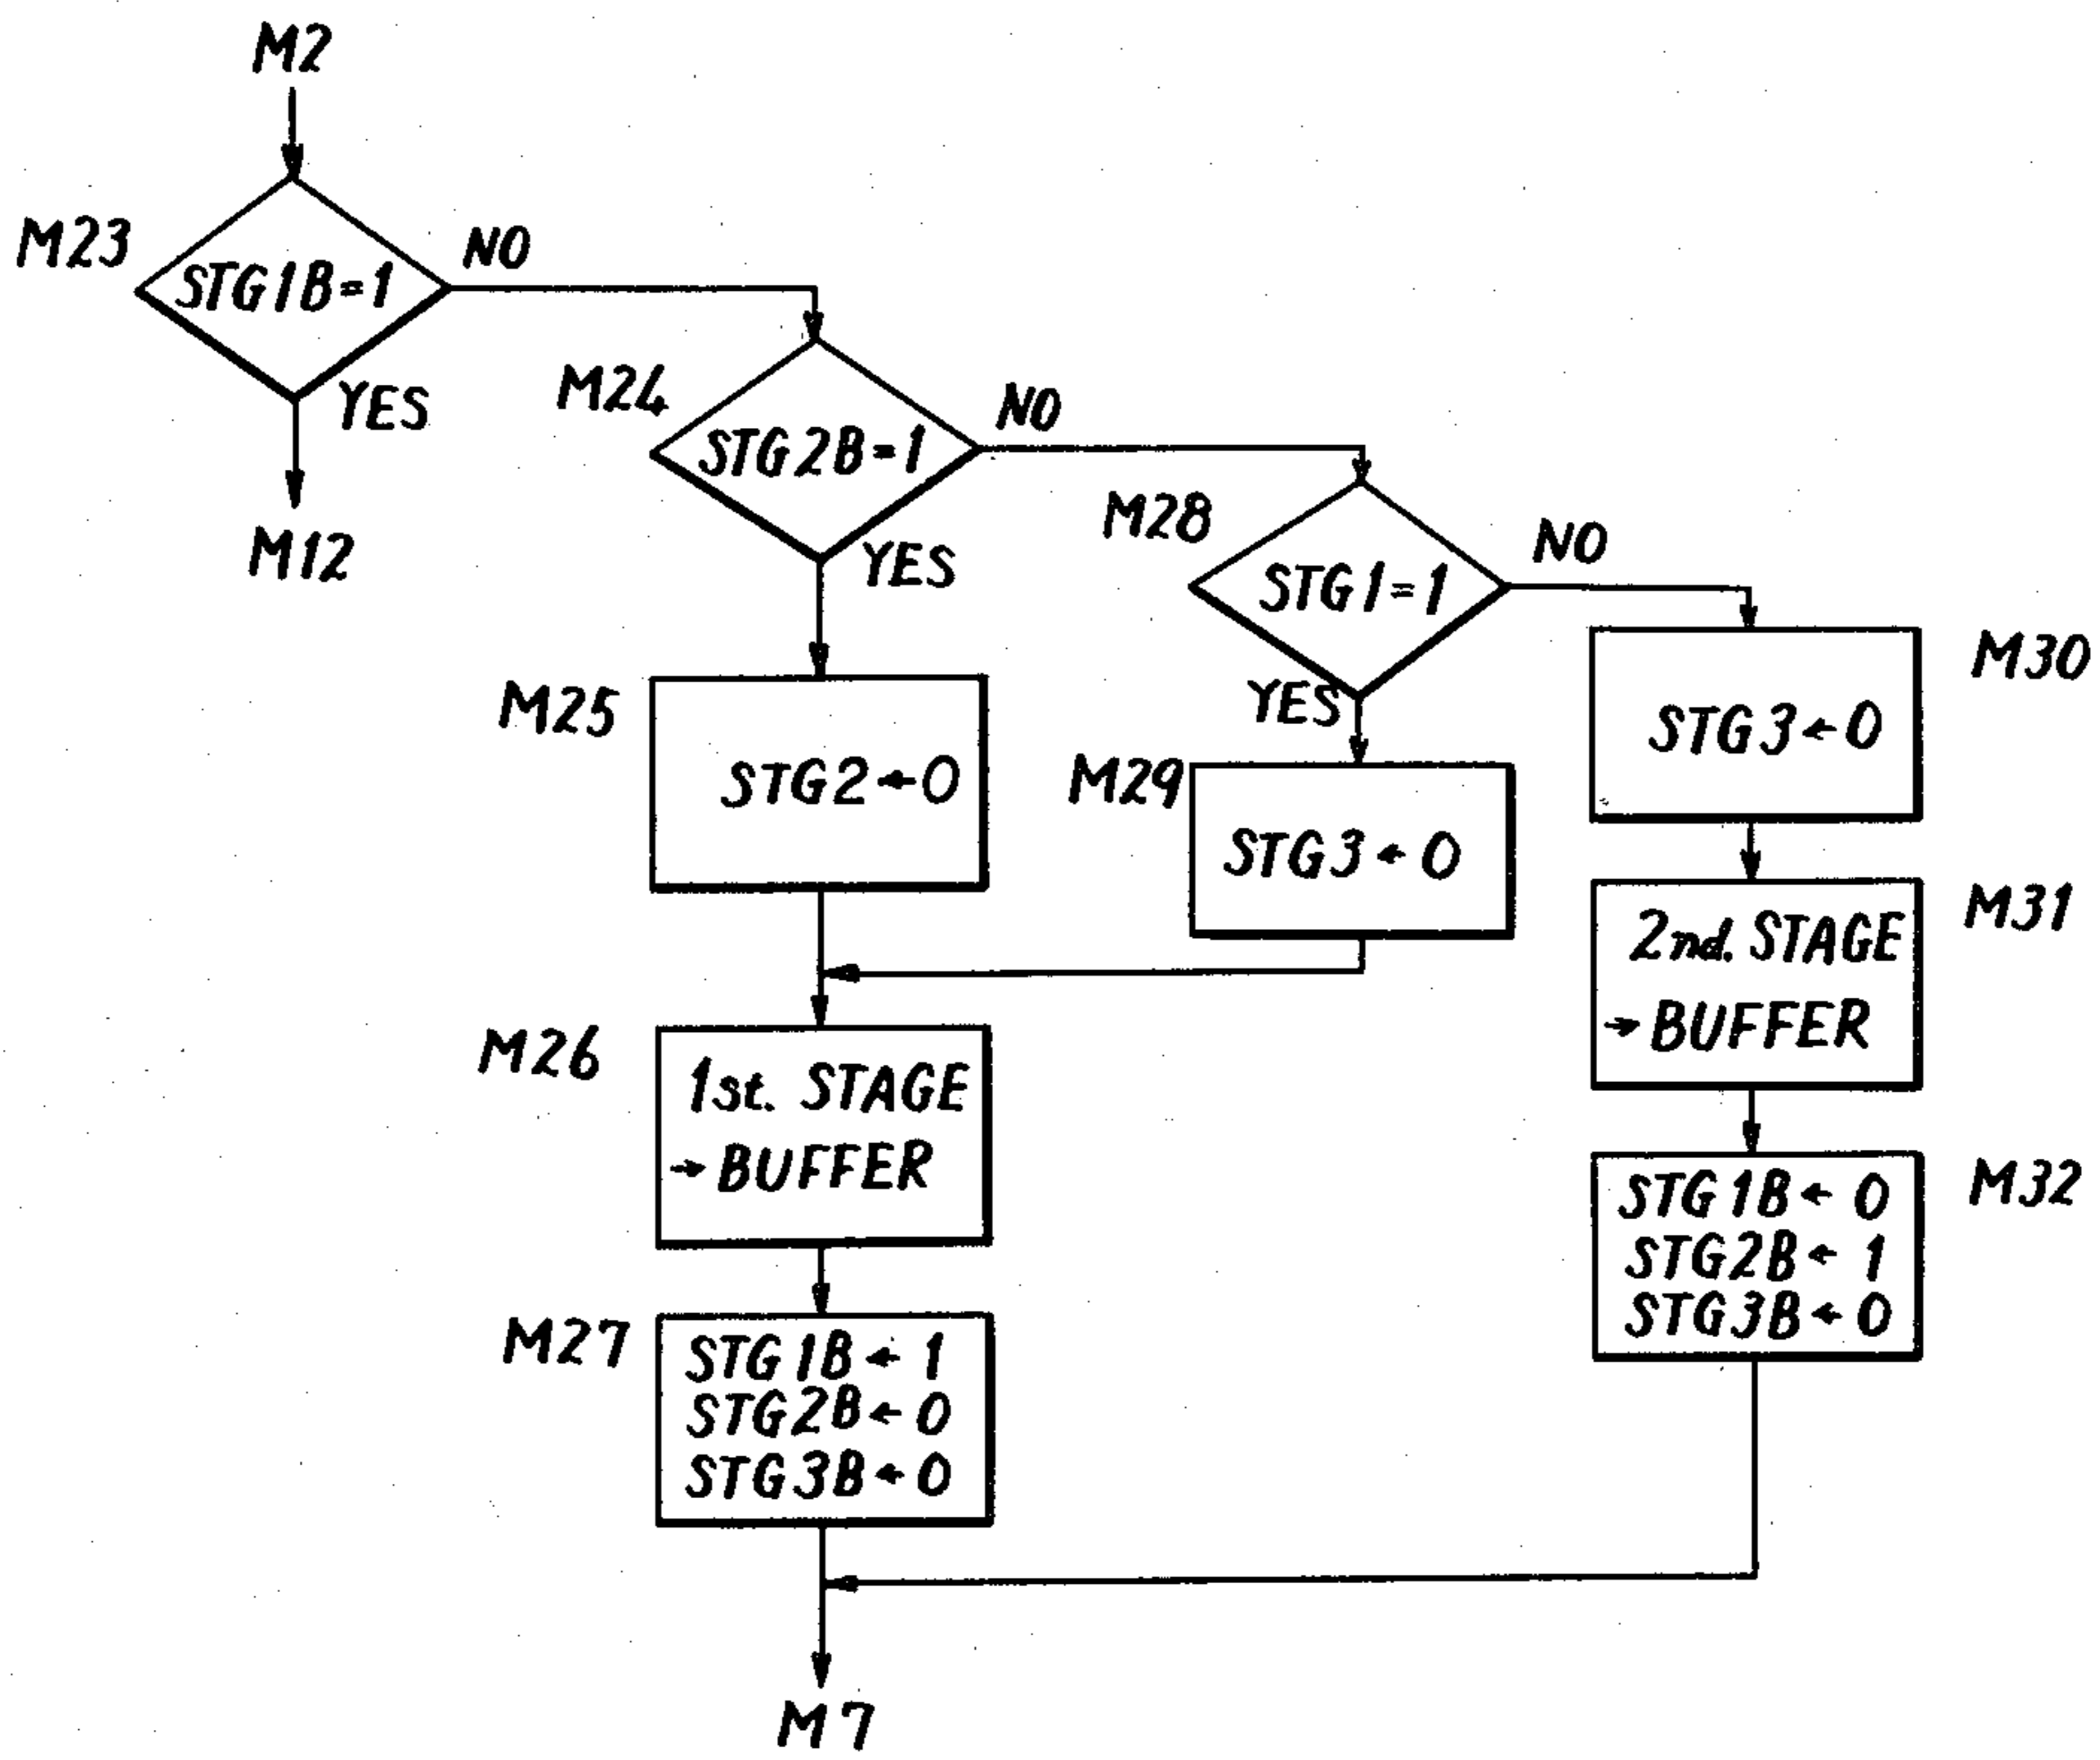 M2
M23
STG1B=1
NO
YES
M12
M24
STG2B=1
NO
YES
M28
STG1=1
NO
YES
M25
STG2←0
M29
STG3←0
M30
STG3←0
M31
2nd. STAGE
→BUFFER
M26
1st. STAGE
→BUFFER
M32
STG1B←0
STG2B←1
STG3B←0
M27
STG1B←1
STG2B←0
STG3B←0
M7